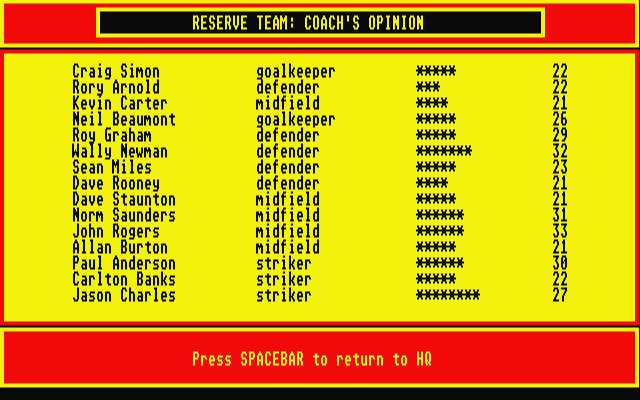 RESERVE TEAM: COACH'S OPINION
Craig Simon goalkeeper ***** 22
Rory Arnold defender *** 22
Kevin Carter midfield **** 21
Neil Beaumont goalkeeper ***** 26
Roy Graham defender ***** 29
Wally Newman defender ******* 32
Sean Miles defender ***** 23
Dave Rooney defender **** 21
Dave Staunton midfield ***** 21
Norm Saunders midfield ****** 31
John Rogers midfield ****** 33
Allan Burton midfield ***** 21
Paul Anderson striker ****** 30
Carlton Banks striker ***** 22
Jason Charles striker ******** 27
Press SPACEBAR to return to HQ